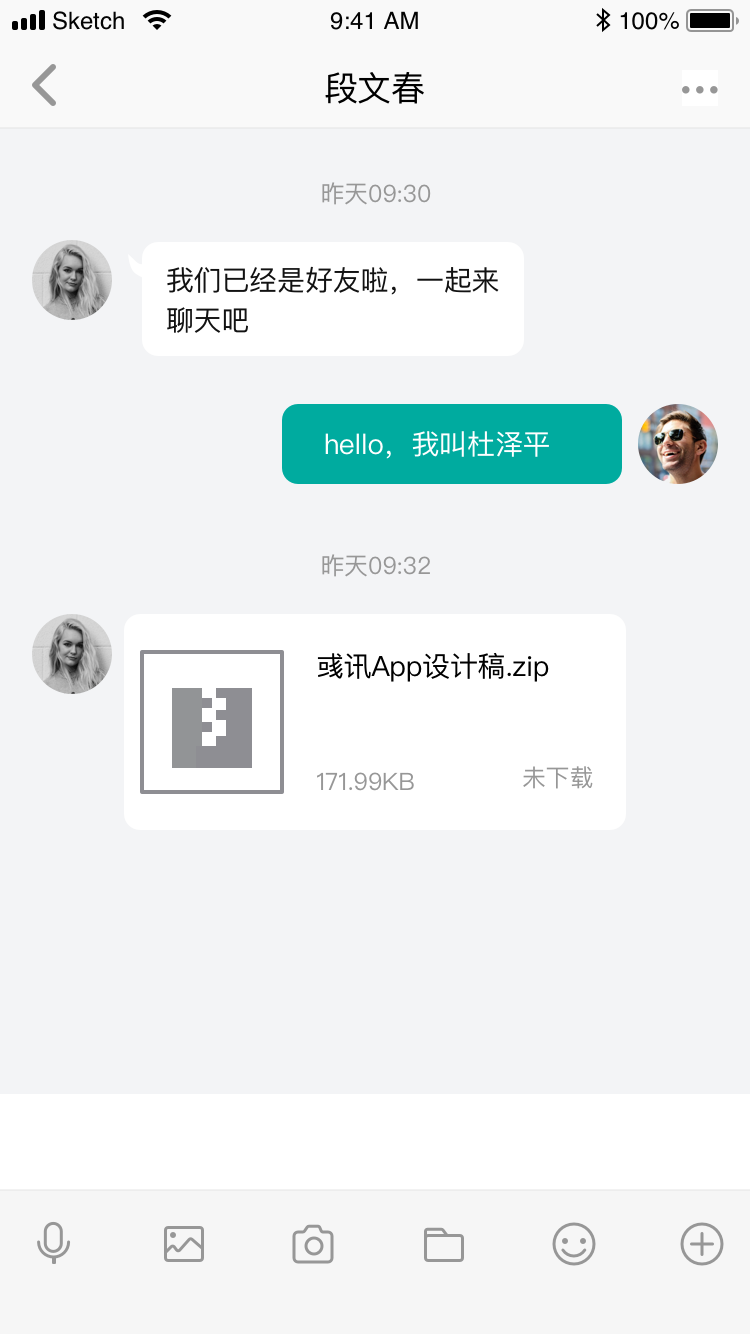 Sketch 9:41 AM 100%
段文春
昨天09:30
我们已经是好友啦，一起来
聊天吧
hello，我叫杜泽平
昨天09:32
彧讯App设计稿.zip
171.99KB 未下载